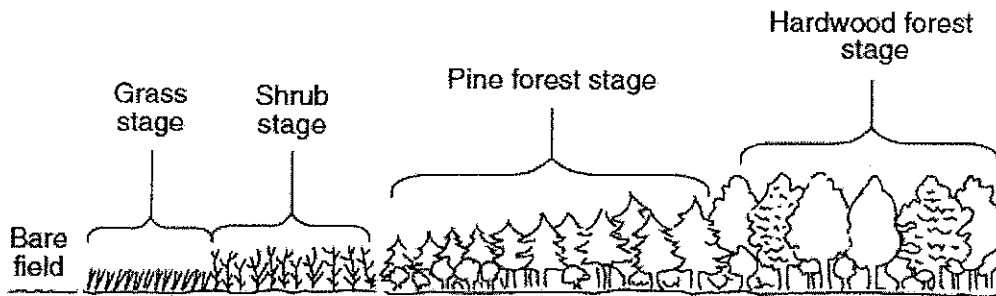 Bare
field
Grass
stage
Shrub
stage
Pine forest stage
Hardwood forest
stage